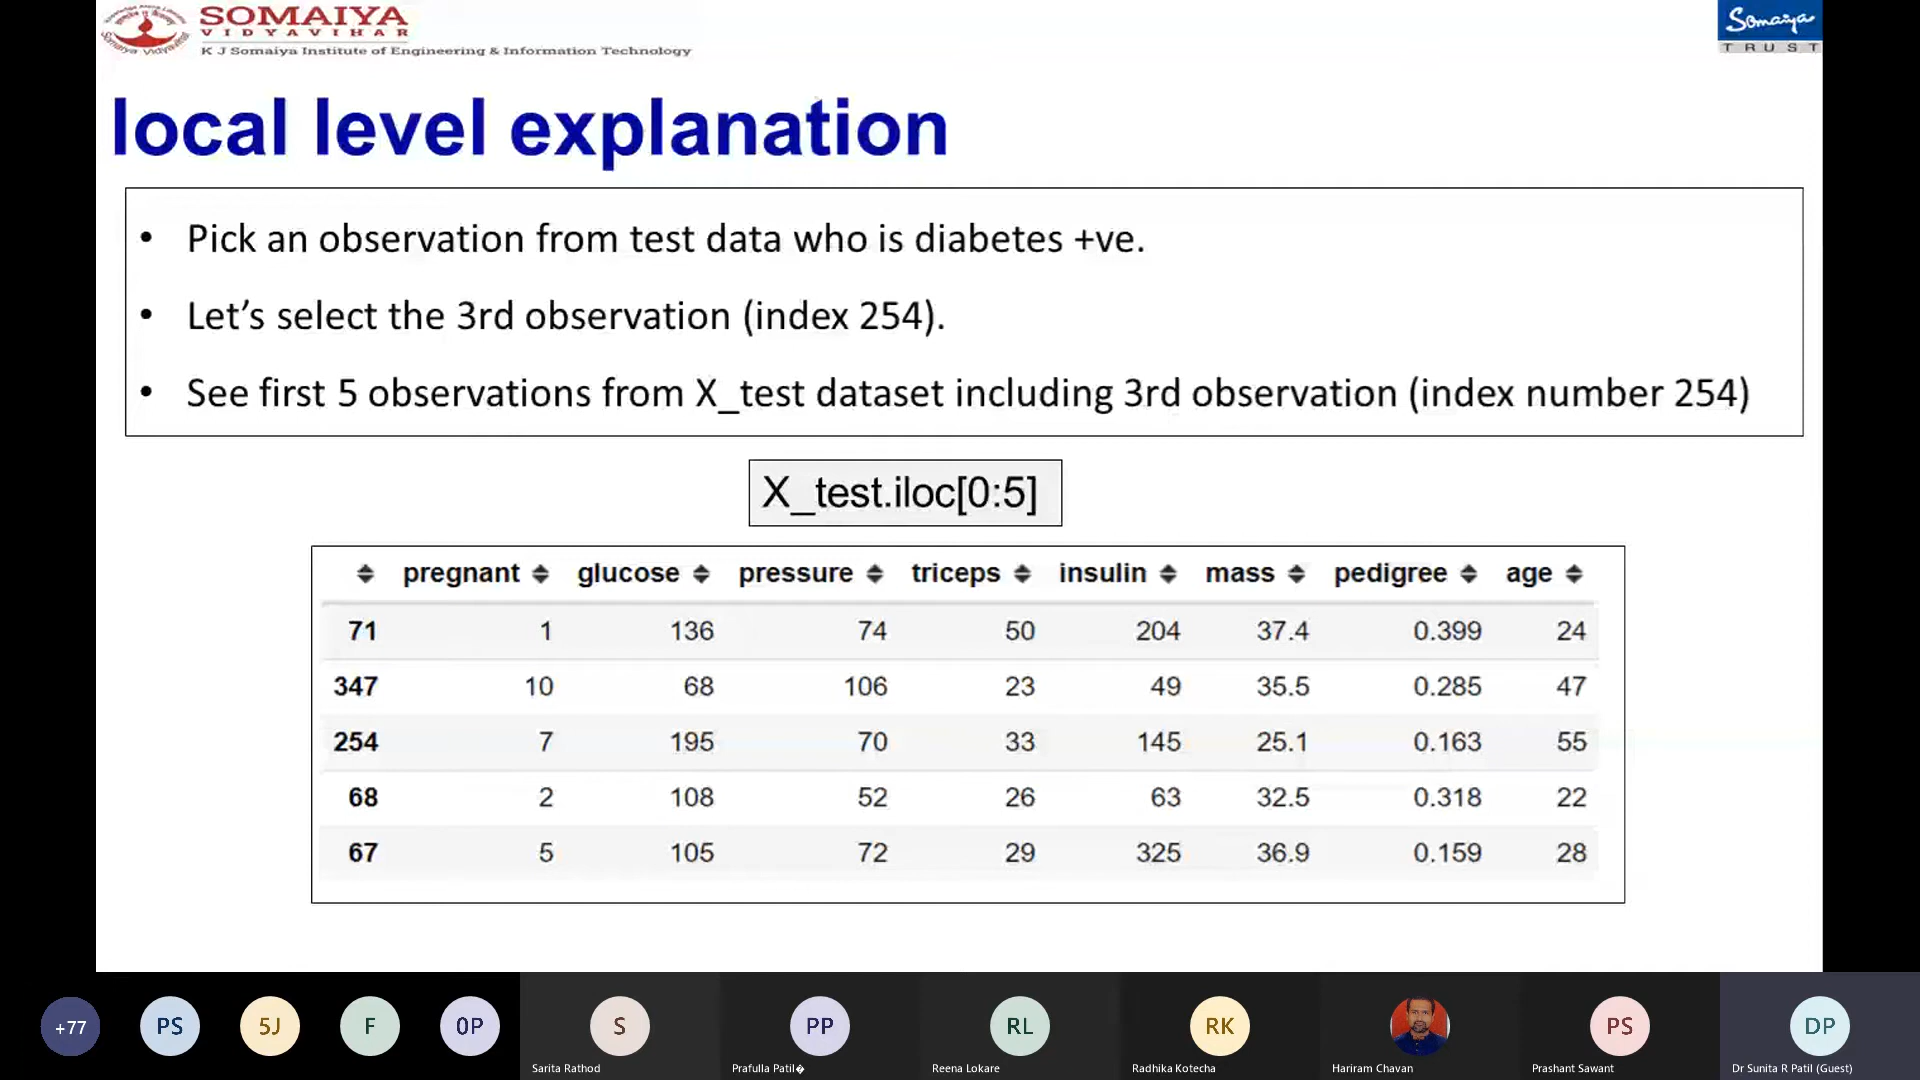 SOMAIYA
VIDYAVIHAR
K J Somaiya Institute of Engineering & Information Technology
Somaiya
TRUST
local level explanation
• Pick an observation from test data who is diabetes +ve.
• Let’s select the 3rd observation (index 254).
• See first 5 observations from X_test dataset including 3rd observation (index number 254)
X_test.iloc[0:5]
pregnant glucose pressure triceps insulin mass pedigree age
71 1 136 74 50 204 37.4 0.399 24
347 10 68 106 23 49 35.5 0.285 47
254 7 195 70 33 145 25.1 0.163 55
68 2 108 52 26 63 32.5 0.318 22
67 5 105 72 29 325 36.9 0.159 28
+77 PS 5J F 0P S PP RL RK PS DP
Sarita Rathod Prafulla Patil� Reena Lokare Radhika Kotecha Hariram Chavan Prashant Sawant Dr Sunita R Patil (Guest)